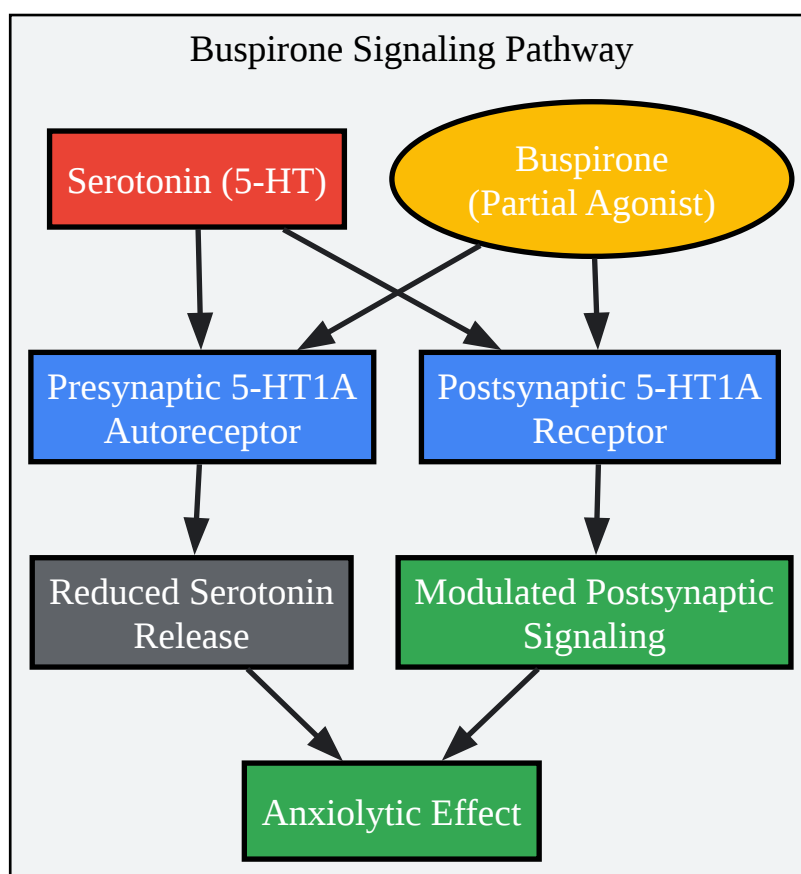 Buspirone Signaling Pathway
Serotonin (5-HT)
Buspirone
(Partial Agonist)
Presynaptic 5-HT1A
Autoreceptor
Postsynaptic 5-HT1A
Receptor
Reduced Serotonin
Release
Modulated Postsynaptic
Signaling
Anxiolytic Effect